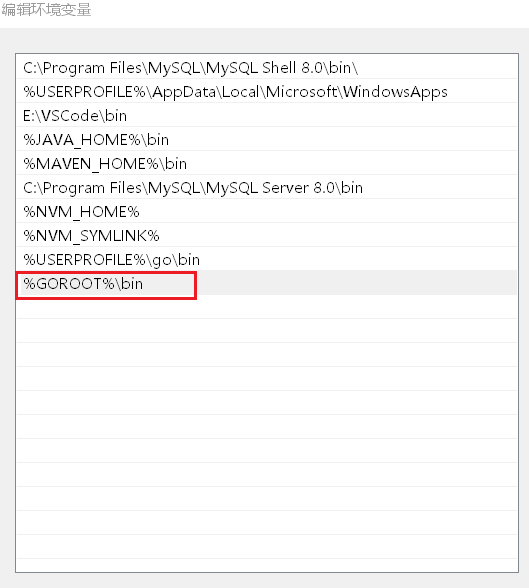 编辑环境变量
C:\Program Files\MySQL\MySQL Shell 8.0\bin\
%USERPROFILE%\AppData\Local\Microsoft\WindowsApps
E:\VSCode\bin
%JAVA_HOME%\bin
%MAVEN_HOME%\bin
C:\Program Files\MySQL\MySQL Server 8.0\bin
%NVM_HOME%
%NVM_SYMLINK%
%USERPROFILE%\go\bin
%GOROOT%\bin